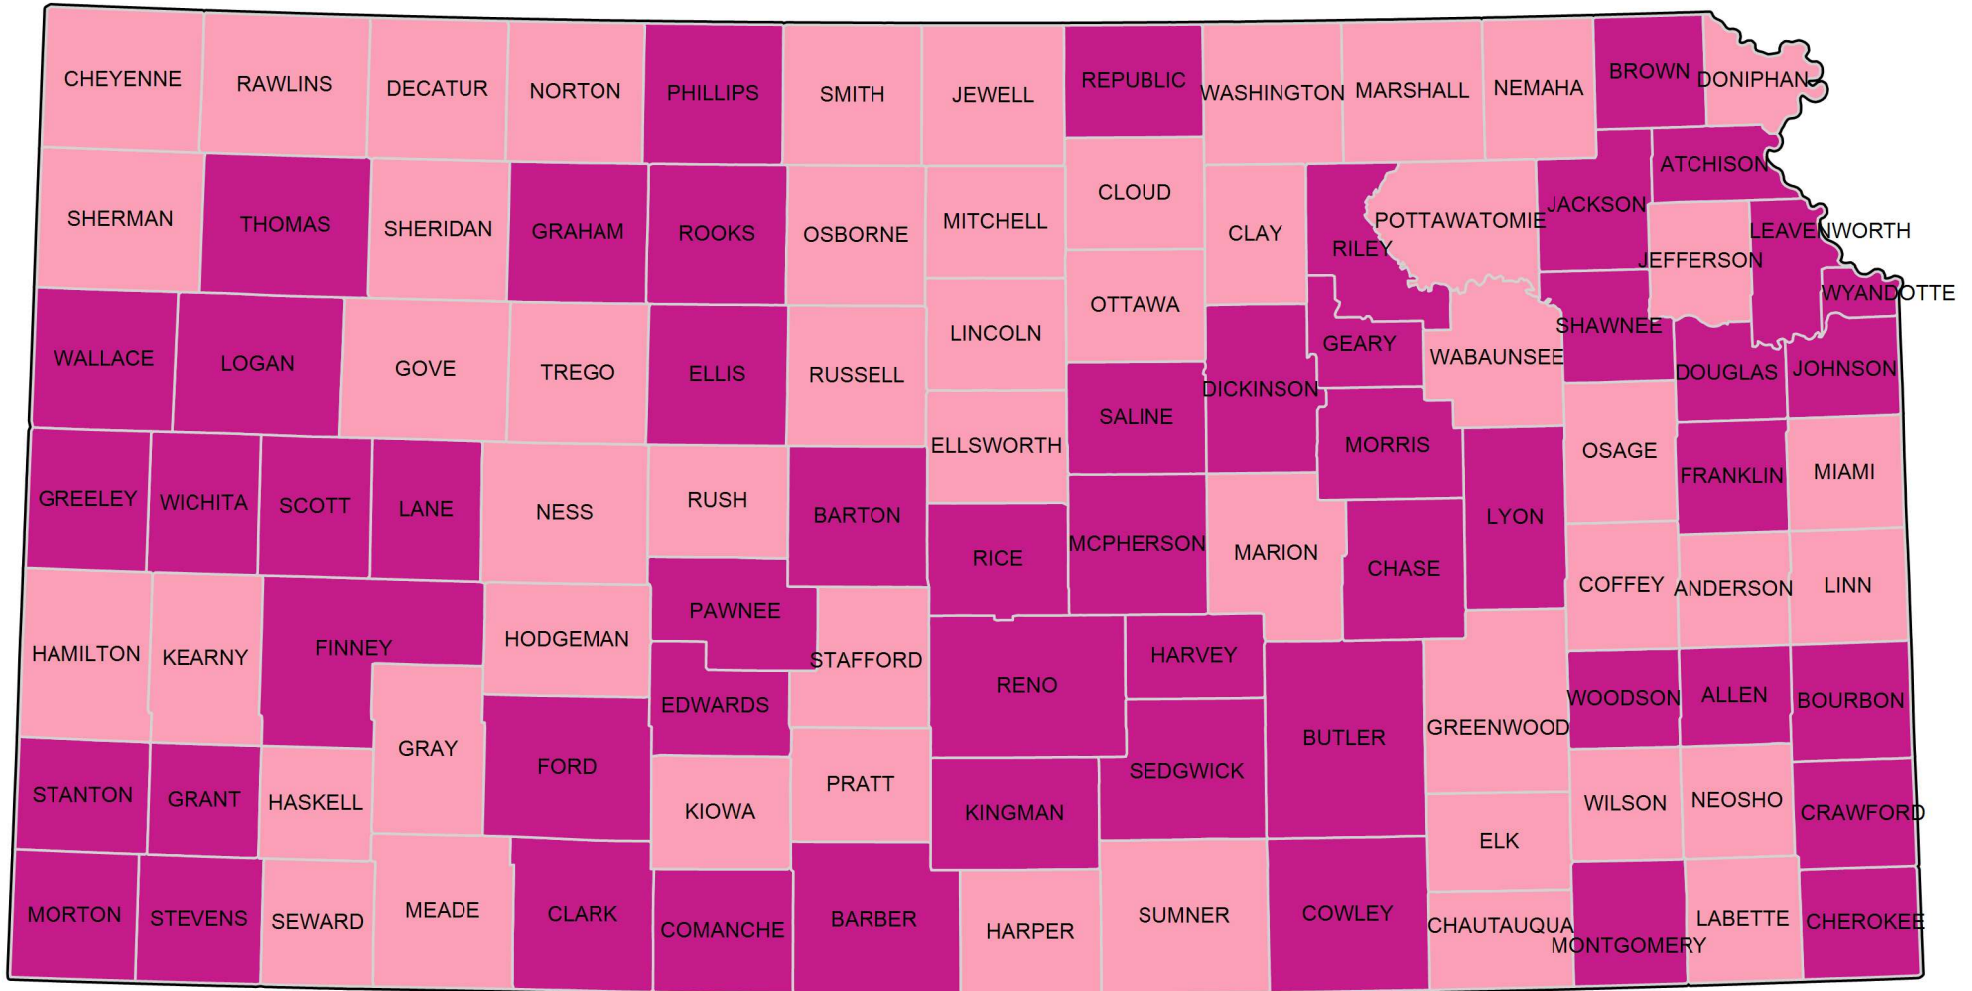 CHEYENNE
RAWLINS
DECATUR
NORTON
PHILLIPS
SMITH
JEWELL
REPUBLIC
WASHINGTON
MARSHALL
NEMAHA
BROWN
DONIPHAN
ATCHISON
SHERMAN
THOMAS
SHERIDAN
GRAHAM
ROOKS
OSBORNE
MITCHELL
CLOUD
CLAY
RILEY
POTTAWATOMIE
JACKSON
JEFFERSON
LEAVENWORTH
WYANDOTTE
WALLACE
LOGAN
GOVE
TREGO
ELLIS
RUSSELL
LINCOLN
OTTAWA
DICKINSON
GEARY
WABAUNSEE
SHAWNEE
DOUGLAS
JOHNSON
SALINE
ELLSWORTH
MORRIS
OSAGE
FRANKLIN
MIAMI
GREELEY
WICHITA
SCOTT
LANE
NESS
RUSH
BARTON
RICE
MCPHERSON
MARION
CHASE
LYON
COFFEY
ANDERSON
LINN
HAMILTON
KEARNY
FINNEY
HODGEMAN
PAWNEE
STAFFORD
EDWARDS
RENO
HARVEY
BUTLER
GREENWOOD
WOODSON
ALLEN
BOURBON
STANTON
GRANT
HASKELL
GRAY
FORD
KIOWA
PRATT
KINGMAN
SEDGWICK
ELK
WILSON
NEOSHO
CRAWFORD
MORTON
STEVENS
SEWARD
MEADE
CLARK
COMANCHE
BARBER
HARPER
SUMNER
COWLEY
CHAUTAUQUA
MONTGOMERY
LABETTE
CHEROKEE